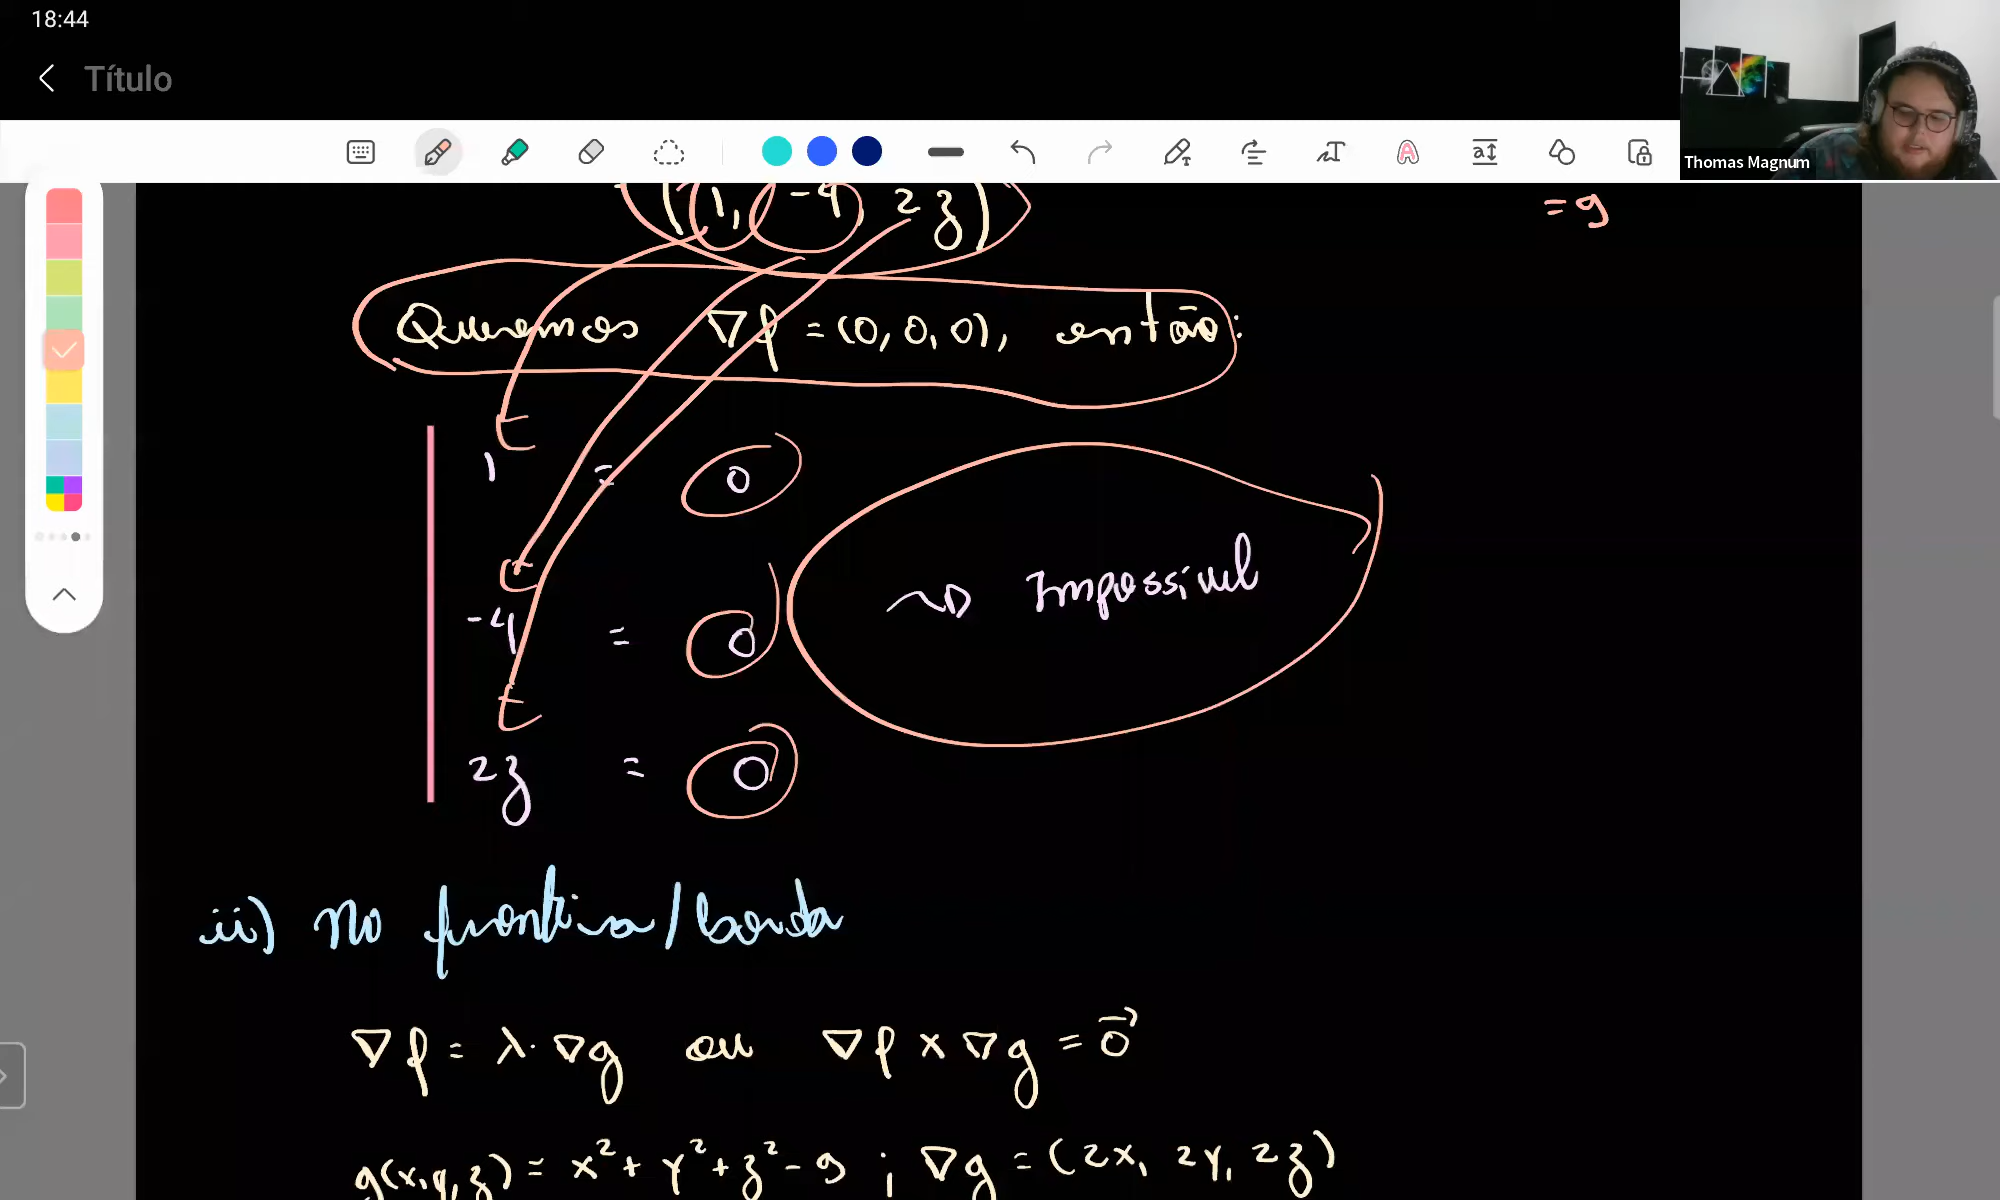 18:44
Título
Thomas Magnum
(1, -4, 2z)
= 9
Queremos ∇f = (0, 0, 0), então:
1 = 0
-4 = 0
~> Impossível
2z = 0
ii) no fronteira/borda
∇f = λ·∇g ou ∇f x ∇g = 0⃗
g(x,y,z) = x² + y² + z² - 9 ; ∇g = (2x, 2y, 2z)